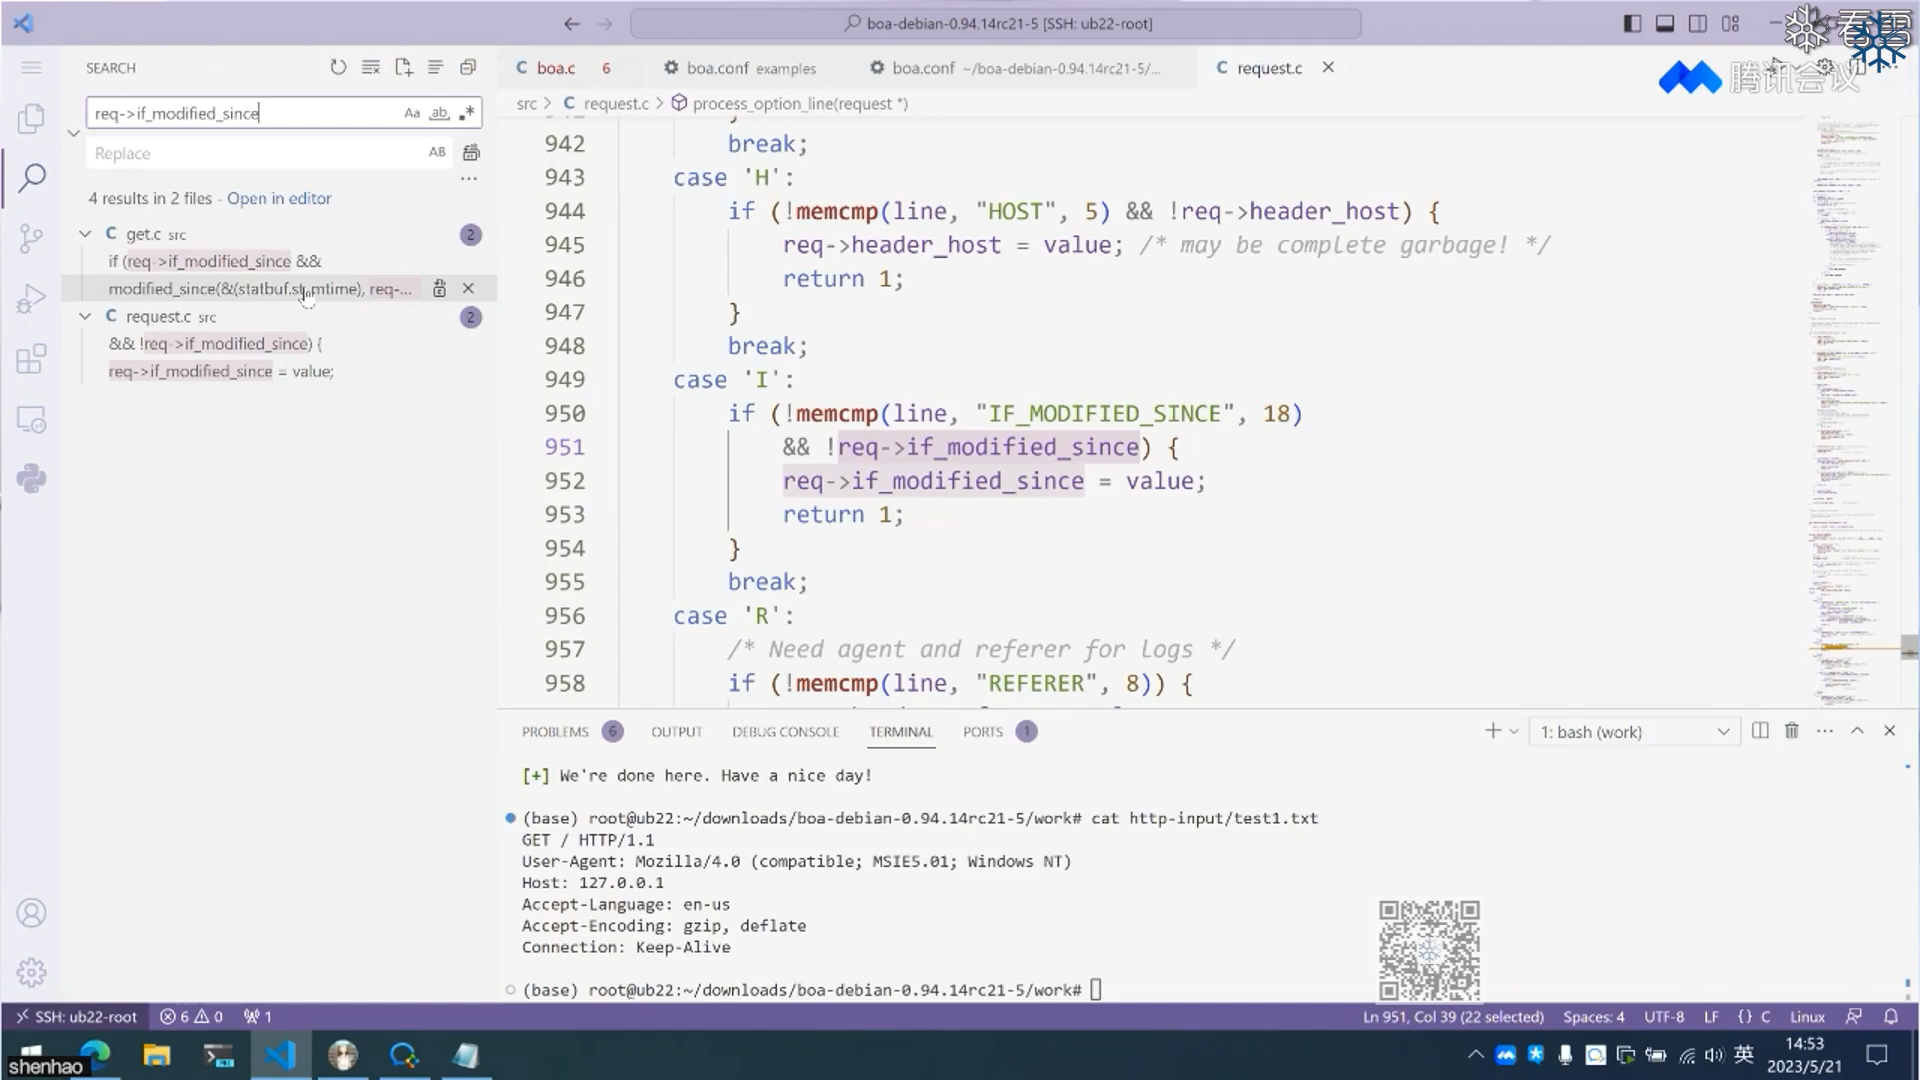 boa-debian-0.94.14rc21-5 [SSH: ub22-root]
看雪
腾讯会议
SEARCH
boa.c 6
boa.conf examples
boa.conf ~/boa-debian-0.94.14rc21-5/...
request.c
req->if_modified_since
Aa ab .*
Replace
AB
4 results in 2 files - Open in editor
get.c src 2
if (req->if_modified_since &&
modified_since(&(statbuf.st_mtime), req-...
request.c src 2
&& !req->if_modified_since) {
req->if_modified_since = value;
src > C request.c > process_option_line(request *)
942 break;
943 case 'H':
944 if (!memcmp(line, "HOST", 5) && !req->header_host) {
945 req->header_host = value; /* may be complete garbage! */
946 return 1;
947 }
948 break;
949 case 'I':
950 if (!memcmp(line, "IF_MODIFIED_SINCE", 18)
951 && !req->if_modified_since) {
952 req->if_modified_since = value;
953 return 1;
954 }
955 break;
956 case 'R':
957 /* Need agent and referer for logs */
958 if (!memcmp(line, "REFERER", 8)) {
PROBLEMS 6 OUTPUT DEBUG CONSOLE TERMINAL PORTS 1
1: bash (work)
[+] We're done here. Have a nice day!
(base) root@ub22:~/downloads/boa-debian-0.94.14rc21-5/work# cat http-input/test1.txt
GET / HTTP/1.1
User-Agent: Mozilla/4.0 (compatible; MSIE5.01; Windows NT)
Host: 127.0.0.1
Accept-Language: en-us
Accept-Encoding: gzip, deflate
Connection: Keep-Alive
(base) root@ub22:~/downloads/boa-debian-0.94.14rc21-5/work#
SSH: ub22-root 6 0 1
Ln 951, Col 39 (22 selected) Spaces: 4 UTF-8 LF {} C Linux
shenhao
英
14:53
2023/5/21